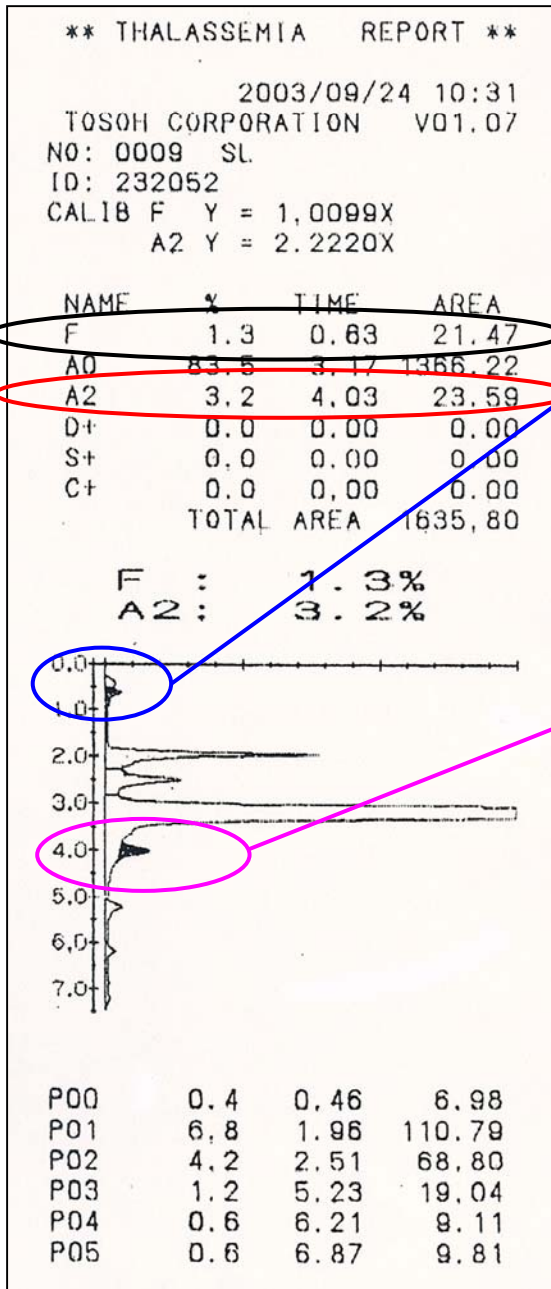 ** THALASSEMIA REPORT **
2003/09/24 10:31
TOSOH CORPORATION V01.07
NO: 0009 SL
ID: 232052
CALIB F Y = 1,0099X
A2 Y = 2.2220X
NAME % TIME AREA
F 1.3 0.63 21.47
A0 83.5 3.17 1366.22
A2 3.2 4.03 23.59
D+ 0.0 0.00 0.00
S+ 0.0 0.00 0.00
C+ 0.0 0,00 0.00
TOTAL AREA 1635,80
F : 1.3%
A2: 3.2%
0.0
1.0
2.0
3.0
4.0
5.0
6,0
7.0
P00 0.4 0,46 6.98
P01 6,8 1.96 110.79
P02 4.2 2.51 68,80
P03 1.2 5.23 19,04
P04 0.6 6.21 9.11
P05 0.6 6.87 9.81